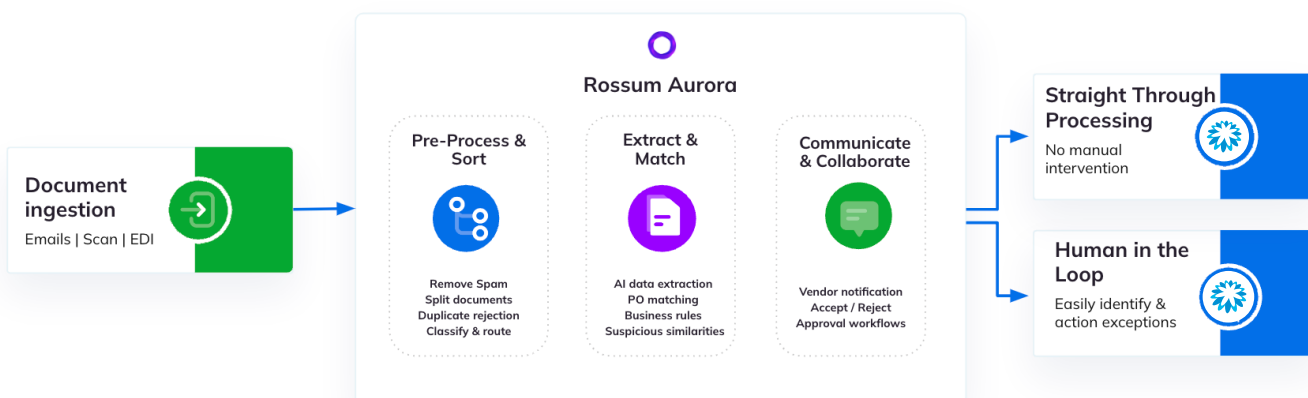 Document
ingestion
Emails | Scan | EDI
Rossum Aurora
Pre-Process &
Sort
Remove Spam
Split documents
Duplicate rejection
Classify & route
Extract &
Match
AI data extraction
PO matching
Business rules
Suspicious similarities
Communicate
& Collaborate
Vendor notification
Accept / Reject
Approval workflows
Straight Through
Processing
No manual
intervention
Human in the
Loop
Easily identify &
action exceptions